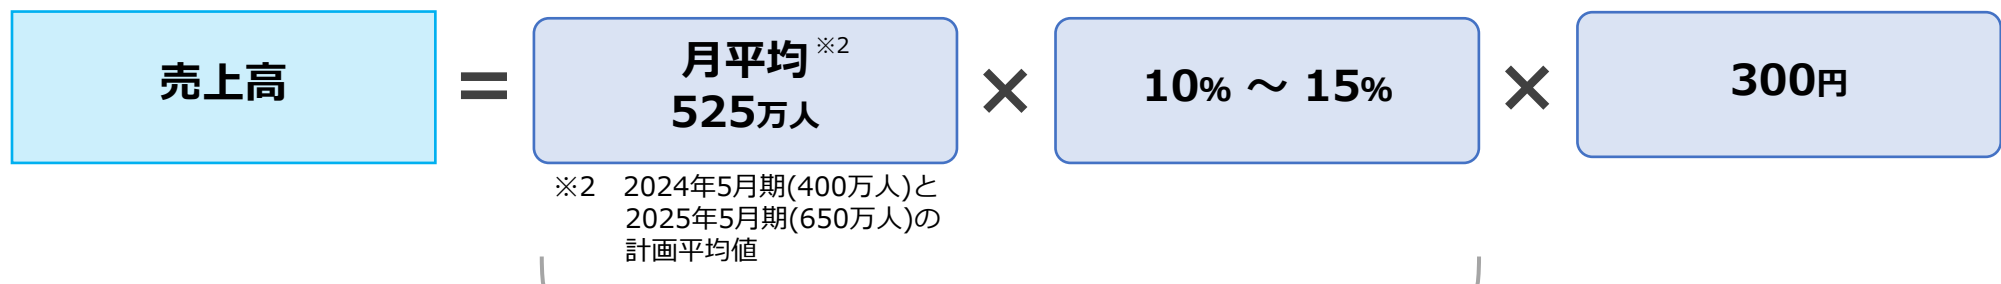 売上高
=
月平均 ※2
525万人
×
10% ～ 15%
×
300円
※2 2024年5月期(400万人)と
2025年5月期(650万人)の
計画平均値